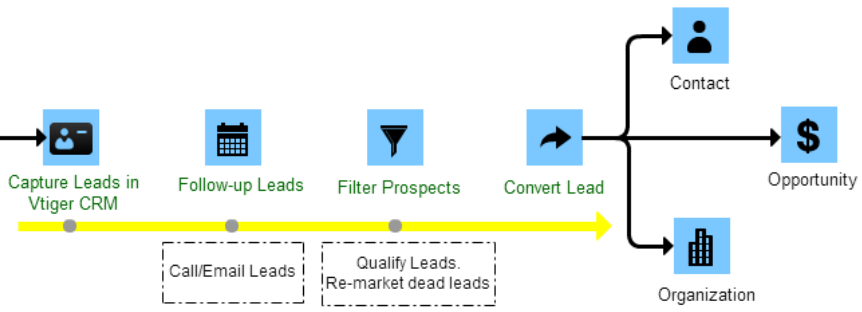 Contact
Capture Leads in
Vtiger CRM
Follow-up Leads
Filter Prospects
Convert Lead
$
Opportunity
Call/Email Leads
Qualify Leads.
Re-market dead leads
Organization